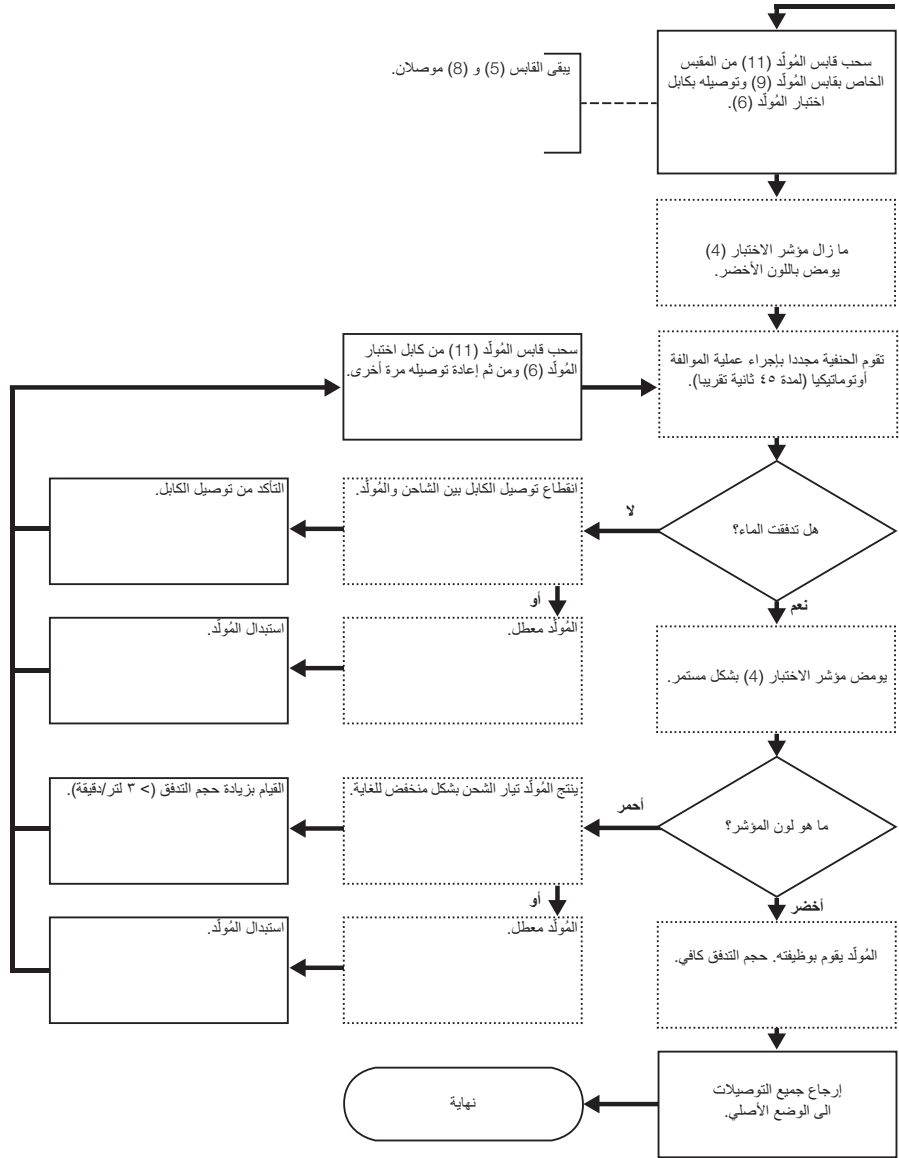 سحب قابس المُولّد (11) من المقبس
الخاص بقابس المُولّد (9) وتوصيله بكابل
اختبار المُولّد (6).
يبقى القابس (5) و (8) موصلان.
ما زال مؤشر الاختبار (4)
يومض باللون الأخضر.
تقوم الحنفية مجددا بإجراء عملية الموالفة
أوتوماتيكيا (لمدة ٤٥ ثانية تقريبا).
سحب قابس المُولّد (11) من كابل اختبار
المُولّد (6) ومن ثم إعادة توصيله مرة أخرى.
هل تدفقت الماء؟
لا
انقطاع توصيل الكابل بين الشاحن والمُولّد.
التأكد من توصيل الكابل.
أو
المُولّد معطل.
استبدال المُولّد.
نعم
يومض مؤشر الاختبار (4) بشكل مستمر.
ما هو لون المؤشر؟
أحمر
ينتج المُولّد تيار الشحن بشكل منخفض للغاية.
القيام بزيادة حجم التدفق (> ٣ لتر/دقيقة).
أو
المُولّد معطل.
استبدال المُولّد.
أخضر
المُولّد يقوم بوظيفته. حجم التدفق كافي.
إرجاع جميع التوصيلات
الى الوضع الأصلي.
نهاية